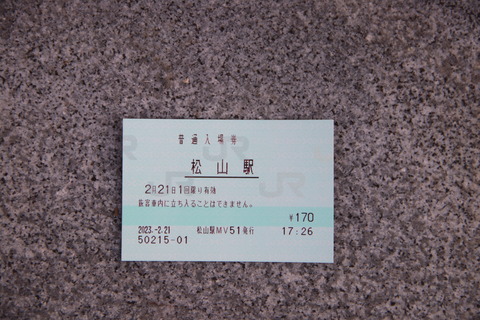 普通入場券
松山駅
2月21日1回限り有効
旅客車内に立ち入ることはできません。
¥170
2023.-2.21 松山駅MV51発行 17:26
50215-01